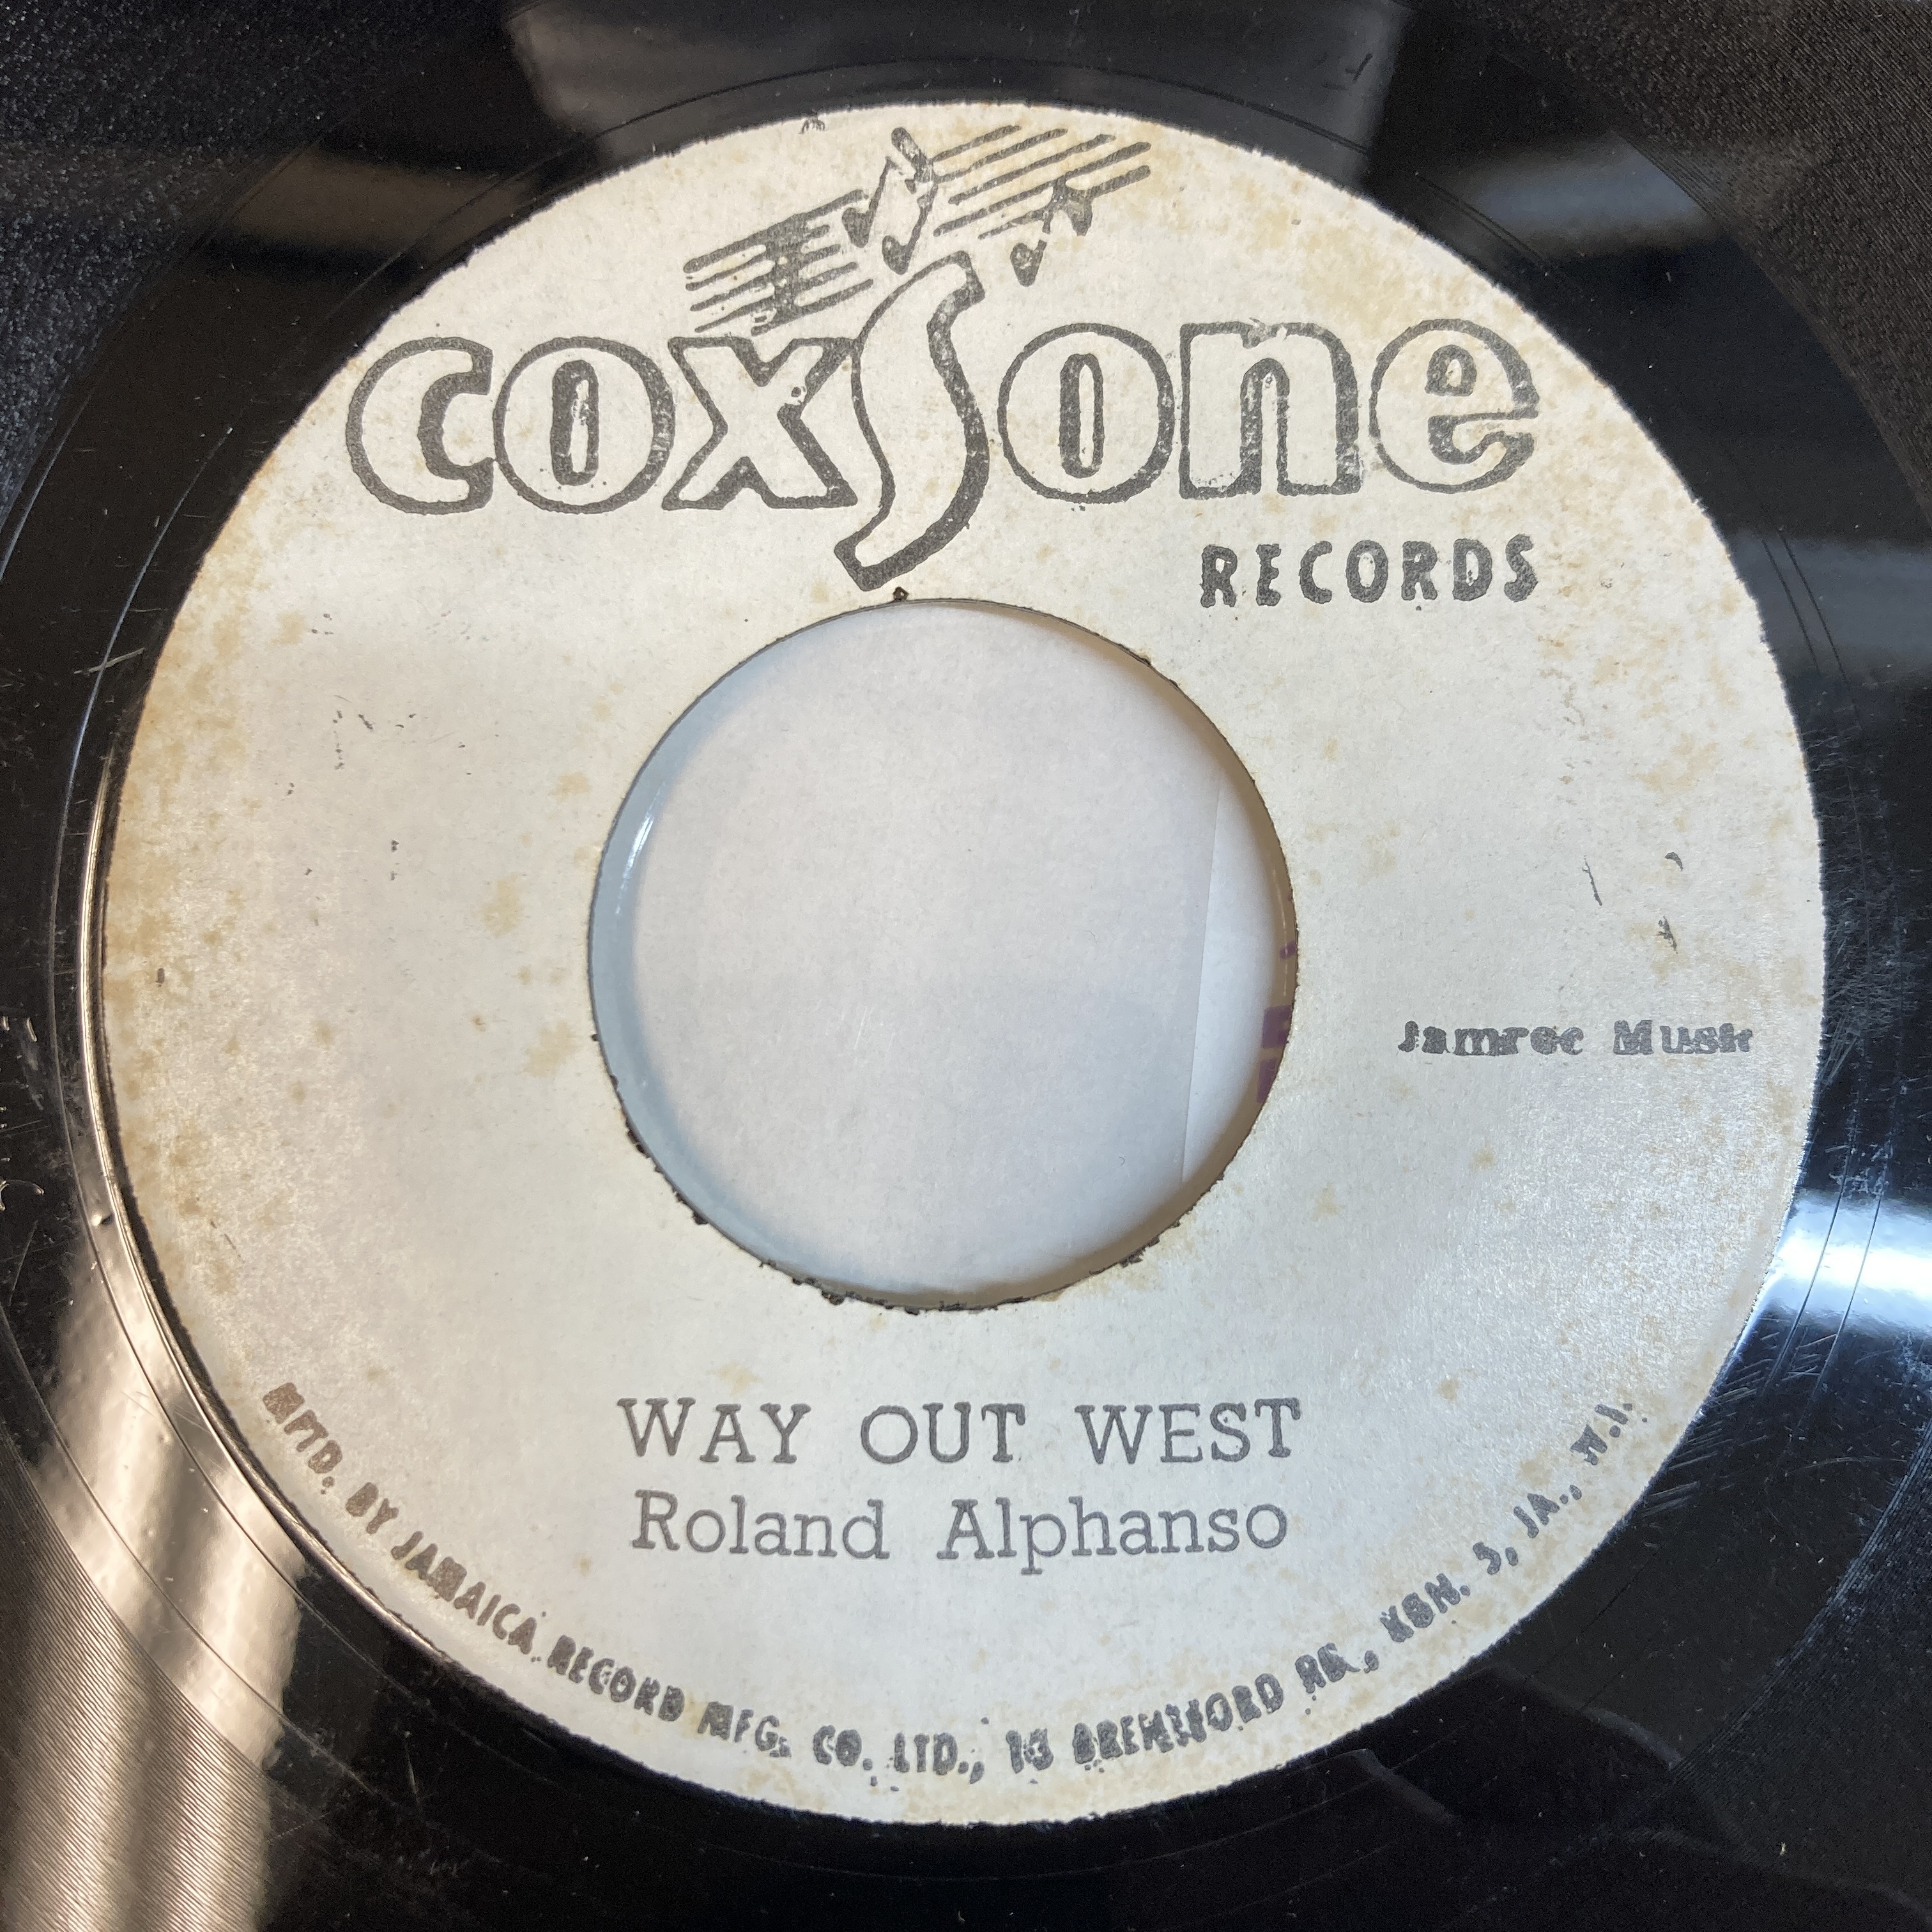 coxSone
RECORDS
Jamrec Music
WAY OUT WEST
Roland Alphanso
MFTD. BY JAMAICA RECORD MFG. CO. LTD., 13 BRENTFORD RD., KGN. 5, JA., W.I.